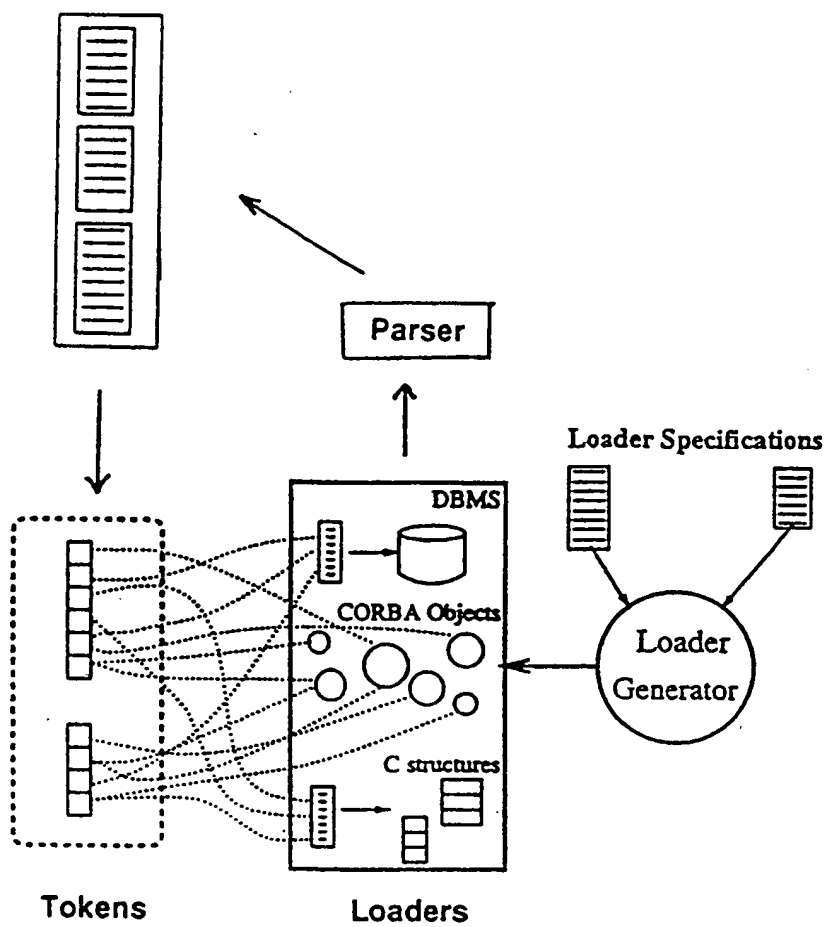 Parser
Loader Specifications
DBMS
CORBA Objects
Loader
Generator
C structures
Tokens
Loaders